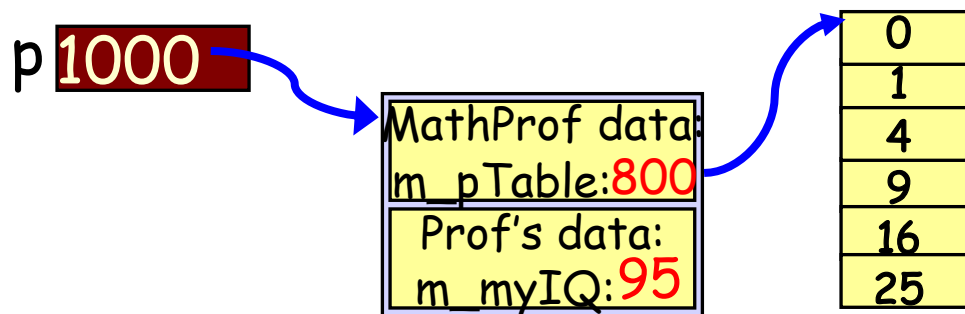 p 1000
MathProf data:
m_pTable:800
Prof's data:
m_myIQ:95
0
1
4
9
16
25